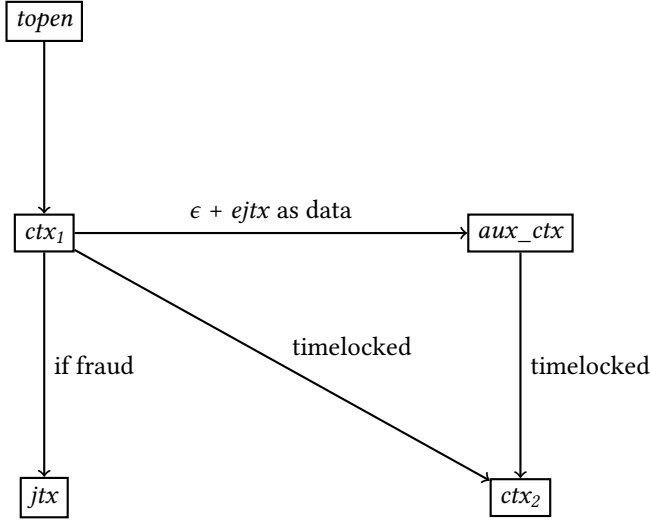 topen
ϵ + ejtx as data
ctx₁
aux_ctx
timelocked
if fraud
timelocked
jtx
ctx₂